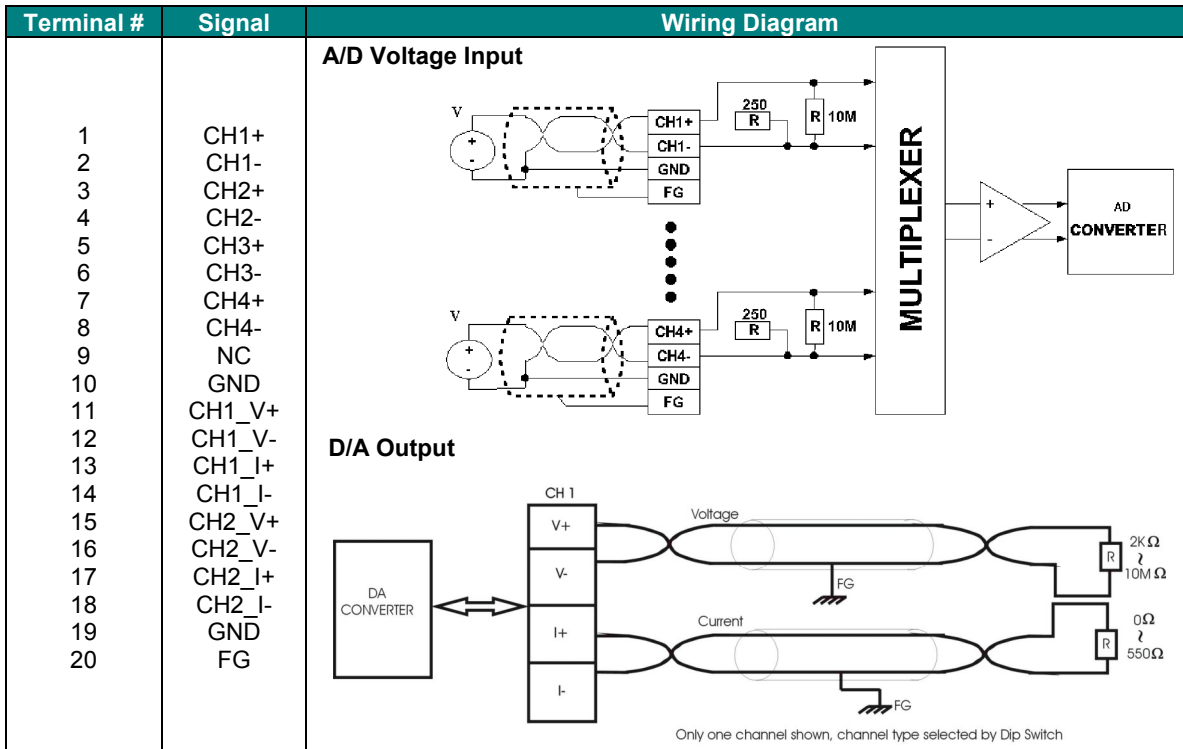 Terminal # Signal Wiring Diagram
1 CH1+
2 CH1-
3 CH2+
4 CH2-
5 CH3+
6 CH3-
7 CH4+
8 CH4-
9 NC
10 GND
11 CH1_V+
12 CH1_V-
13 CH1_I+
14 CH1_I-
15 CH2_V+
16 CH2_V-
17 CH2_I+
18 CH2_I-
19 GND
20 FG
A/D Voltage Input
V
+
-
CH1+
CH1-
GND
FG
250
R
R 10M
V
+
-
CH4+
CH4-
GND
FG
250
R
R 10M
MULTIPLEXER
+
-
AD
CONVERTER
D/A Output
DA
CONVERTER
CH 1
V+
V-
I+
I-
Voltage
FG
R
2KΩ
~
10MΩ
Current
FG
R
0Ω
~
550Ω
Only one channel shown, channel type selected by Dip Switch